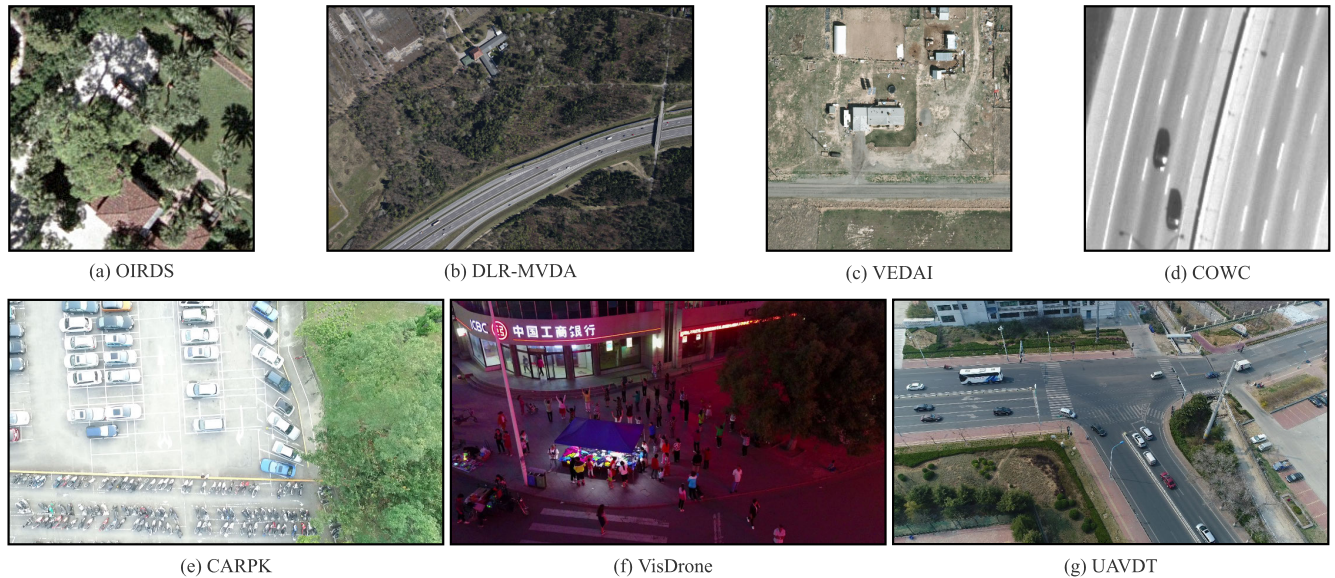 (a) OIRDS
(b) DLR-MVDA
(c) VEDAI
(d) COWC
ICBC 中国工商银行
(e) CARPK
(f) VisDrone
(g) UAVDT